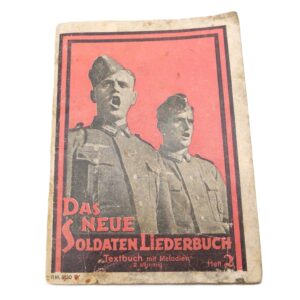 DAS
NEUE
SOLDATEN LIEDERBUCH
"Textbuch mit Melodien"
Heft 2